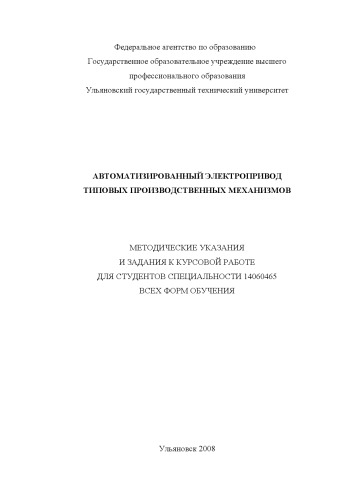 Федеральное агентство по образованию
Государственное образовательное учреждение высшего
профессионального образования
Ульяновский государственный технический университет
АВТОМАТИЗИРОВАННЫЙ ЭЛЕКТРОПРИВОД
ТИПОВЫХ ПРОИЗВОДСТВЕННЫХ МЕХАНИЗМОВ
МЕТОДИЧЕСКИЕ УКАЗАНИЯ
И ЗАДАНИЯ К КУРСОВОЙ РАБОТЕ
ДЛЯ СТУДЕНТОВ СПЕЦИАЛЬНОСТИ 14060465
ВСЕХ ФОРМ ОБУЧЕНИЯ
Ульяновск 2008